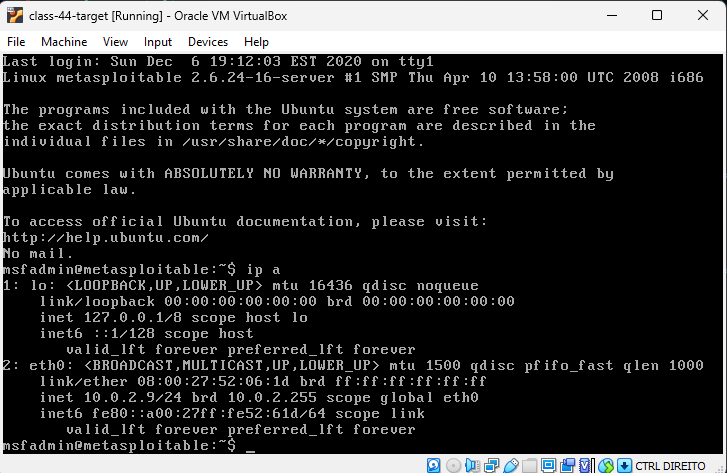 class-44-target [Running] - Oracle VM VirtualBox
File Machine View Input Devices Help
Last login: Sun Dec  6 19:12:03 EST 2020 on tty1
Linux metasploitable 2.6.24-16-server #1 SMP Thu Apr 10 13:58:00 UTC 2008 i686
The programs included with the Ubuntu system are free software;
the exact distribution terms for each program are described in the
individual files in /usr/share/doc/*/copyright.
Ubuntu comes with ABSOLUTELY NO WARRANTY, to the extent permitted by
applicable law.
To access official Ubuntu documentation, please visit:
http://help.ubuntu.com/
No mail.
msfadmin@metasploitable:~$ ip a
1: lo: <LOOPBACK,UP,LOWER_UP> mtu 16436 qdisc noqueue
    link/loopback 00:00:00:00:00:00 brd 00:00:00:00:00:00
    inet 127.0.0.1/8 scope host lo
    inet6 ::1/128 scope host
       valid_lft forever preferred_lft forever
2: eth0: <BROADCAST,MULTICAST,UP,LOWER_UP> mtu 1500 qdisc pfifo_fast qlen 1000
    link/ether 08:00:27:52:06:1d brd ff:ff:ff:ff:ff:ff
    inet 10.0.2.9/24 brd 10.0.2.255 scope global eth0
    inet6 fe80::a00:27ff:fe52:61d/64 scope link
       valid_lft forever preferred_lft forever
msfadmin@metasploitable:~$ _
CTRL DIREITO